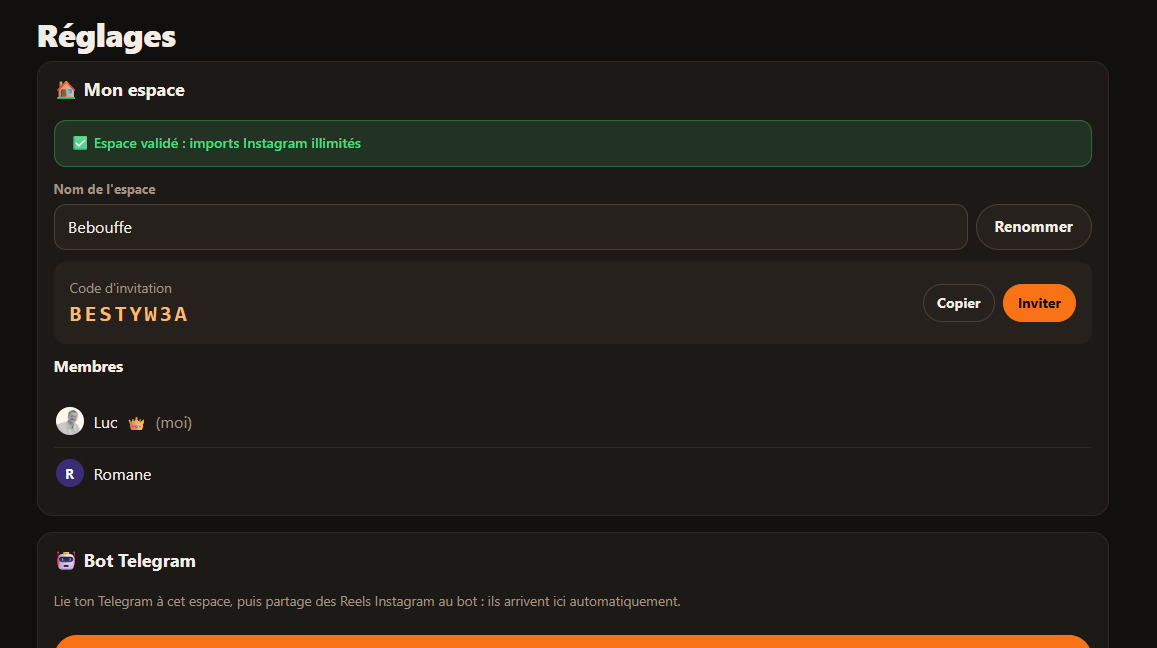 Réglages
Mon espace
Espace validé : imports Instagram illimités
Nom de l'espace
Bebouffe
Renommer
Code d'invitation
BESTYW3A
Copier
Inviter
Membres
Luc (moi)
R Romane
Bot Telegram
Lie ton Telegram à cet espace, puis partage des Reels Instagram au bot : ils arrivent ici automatiquement.